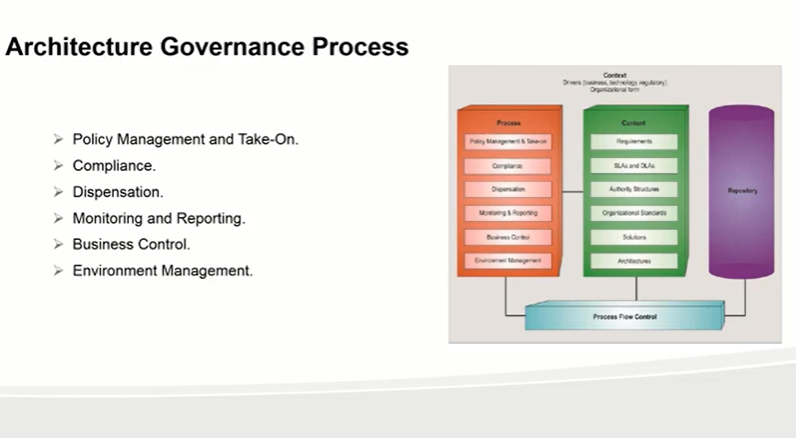 Architecture Governance Process
Policy Management and Take-On.
Compliance.
Dispensation.
Monitoring and Reporting.
Business Control.
Environment Management.
Context
Drivers (business, technology, regulatory)
Organizational form
Process
Policy Management & Take-on
Compliance
Dispensation
Monitoring & Reporting
Business Control
Environment Management
Content
Requirements
SLAs and OLAs
Authority Structures
Organizational Standards
Solutions
Architectures
Repository
Process Flow Control